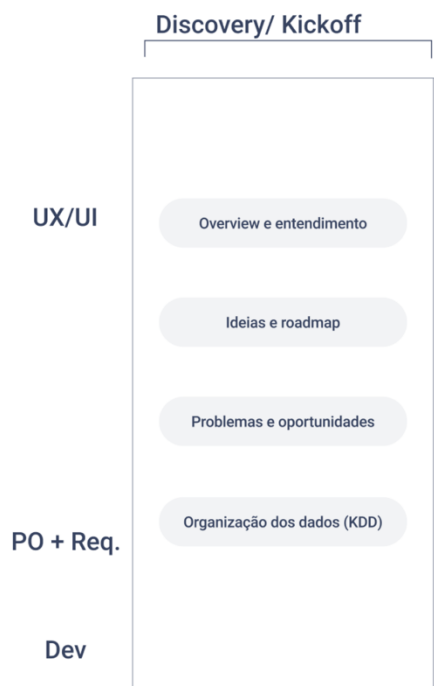 Discovery/ Kickoff
UX/UI
Overview e entendimento
Ideias e roadmap
Problemas e oportunidades
Organização dos dados (KDD)
PO + Req.
Dev